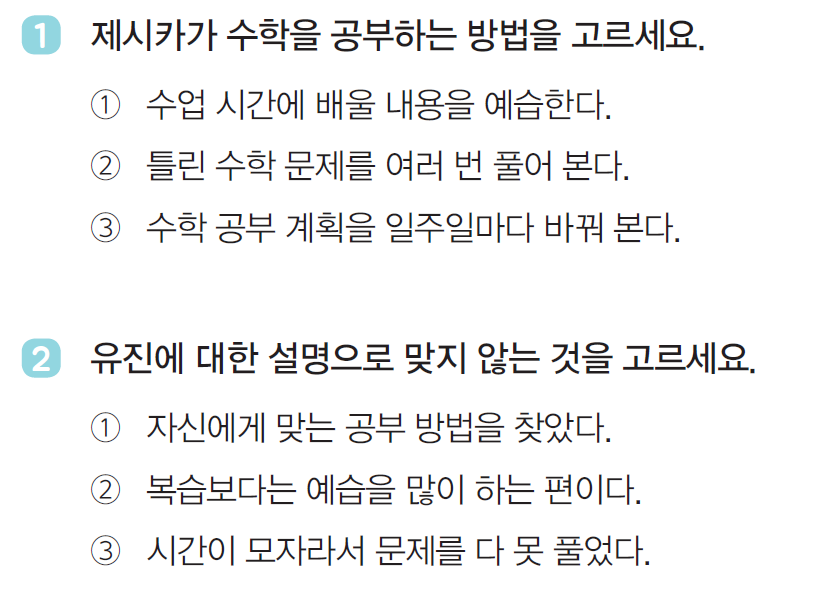 1 제시카가 수학을 공부하는 방법을 고르세요.
① 수업 시간에 배울 내용을 예습한다.
② 틀린 수학 문제를 여러 번 풀어 본다.
③ 수학 공부 계획을 일주일마다 바꿔 본다.
2 유진에 대한 설명으로 맞지 않는 것을 고르세요.
① 자신에게 맞는 공부 방법을 찾았다.
② 복습보다는 예습을 많이 하는 편이다.
③ 시간이 모자라서 문제를 다 못 풀었다.